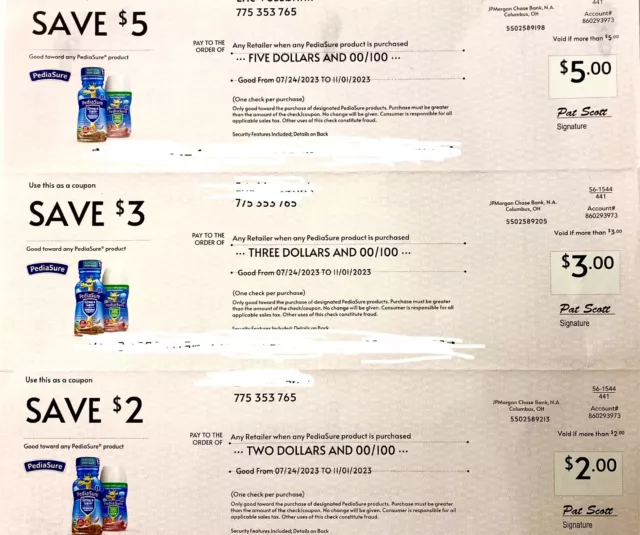 SAVE $5
775 353 765
JPMorgan Chase Bank, N.A.
Columbus, OH
441
Account#
860293973
5502589198
Void if more than $5.00
Good toward any PediaSure® product
PAY TO THE
ORDER OF
Any Retailer when any PediaSure product is purchased
··· FIVE DOLLARS AND 00/100 ···
• Good From 07/24/2023 TO 11/01/2023
$5.00
PediaSure
(One check per purchase)
Only good toward the purchase of designated PediaSure products. Purchase must be greater
than the amount of the check/coupon. No change will be given. Consumer is responsible for all
applicable sales tax. Other uses of this check constitute fraud.
Security Features Included; Details on Back
Pat Scott
Signature
Use this as a coupon
SAVE $3
775 353 765
JPMorgan Chase Bank, N.A.
Columbus, OH
56-1544
441
Account#
860293973
5502589205
Void if more than $3.00
Good toward any PediaSure® product
PAY TO THE
ORDER OF
Any Retailer when any PediaSure product is purchased
··· THREE DOLLARS AND 00/100 ···
• Good From 07/24/2023 TO 11/01/2023
$3.00
PediaSure
(One check per purchase)
Only good toward the purchase of designated PediaSure products. Purchase must be greater
than the amount of the check/coupon. No change will be given. Consumer is responsible for all
applicable sales tax. Other uses of this check constitute fraud.
Security Features Included; Details on Back
Pat Scott
Signature
Use this as a coupon
SAVE $2
775 353 765
JPMorgan Chase Bank, N.A.
Columbus, OH
56-1544
441
Account#
860293973
5502589213
Void if more than $2.00
Good toward any PediaSure® product
PAY TO THE
ORDER OF
Any Retailer when any PediaSure product is purchased
··· TWO DOLLARS AND 00/100 ···
• Good From 07/24/2023 TO 11/01/2023
$2.00
PediaSure
(One check per purchase)
Only good toward the purchase of designated PediaSure products. Purchase must be greater
than the amount of the check/coupon. No change will be given. Consumer is responsible for all
applicable sales tax. Other uses of this check constitute fraud.
Security Features Included; Details on Back
Pat Scott
Signature